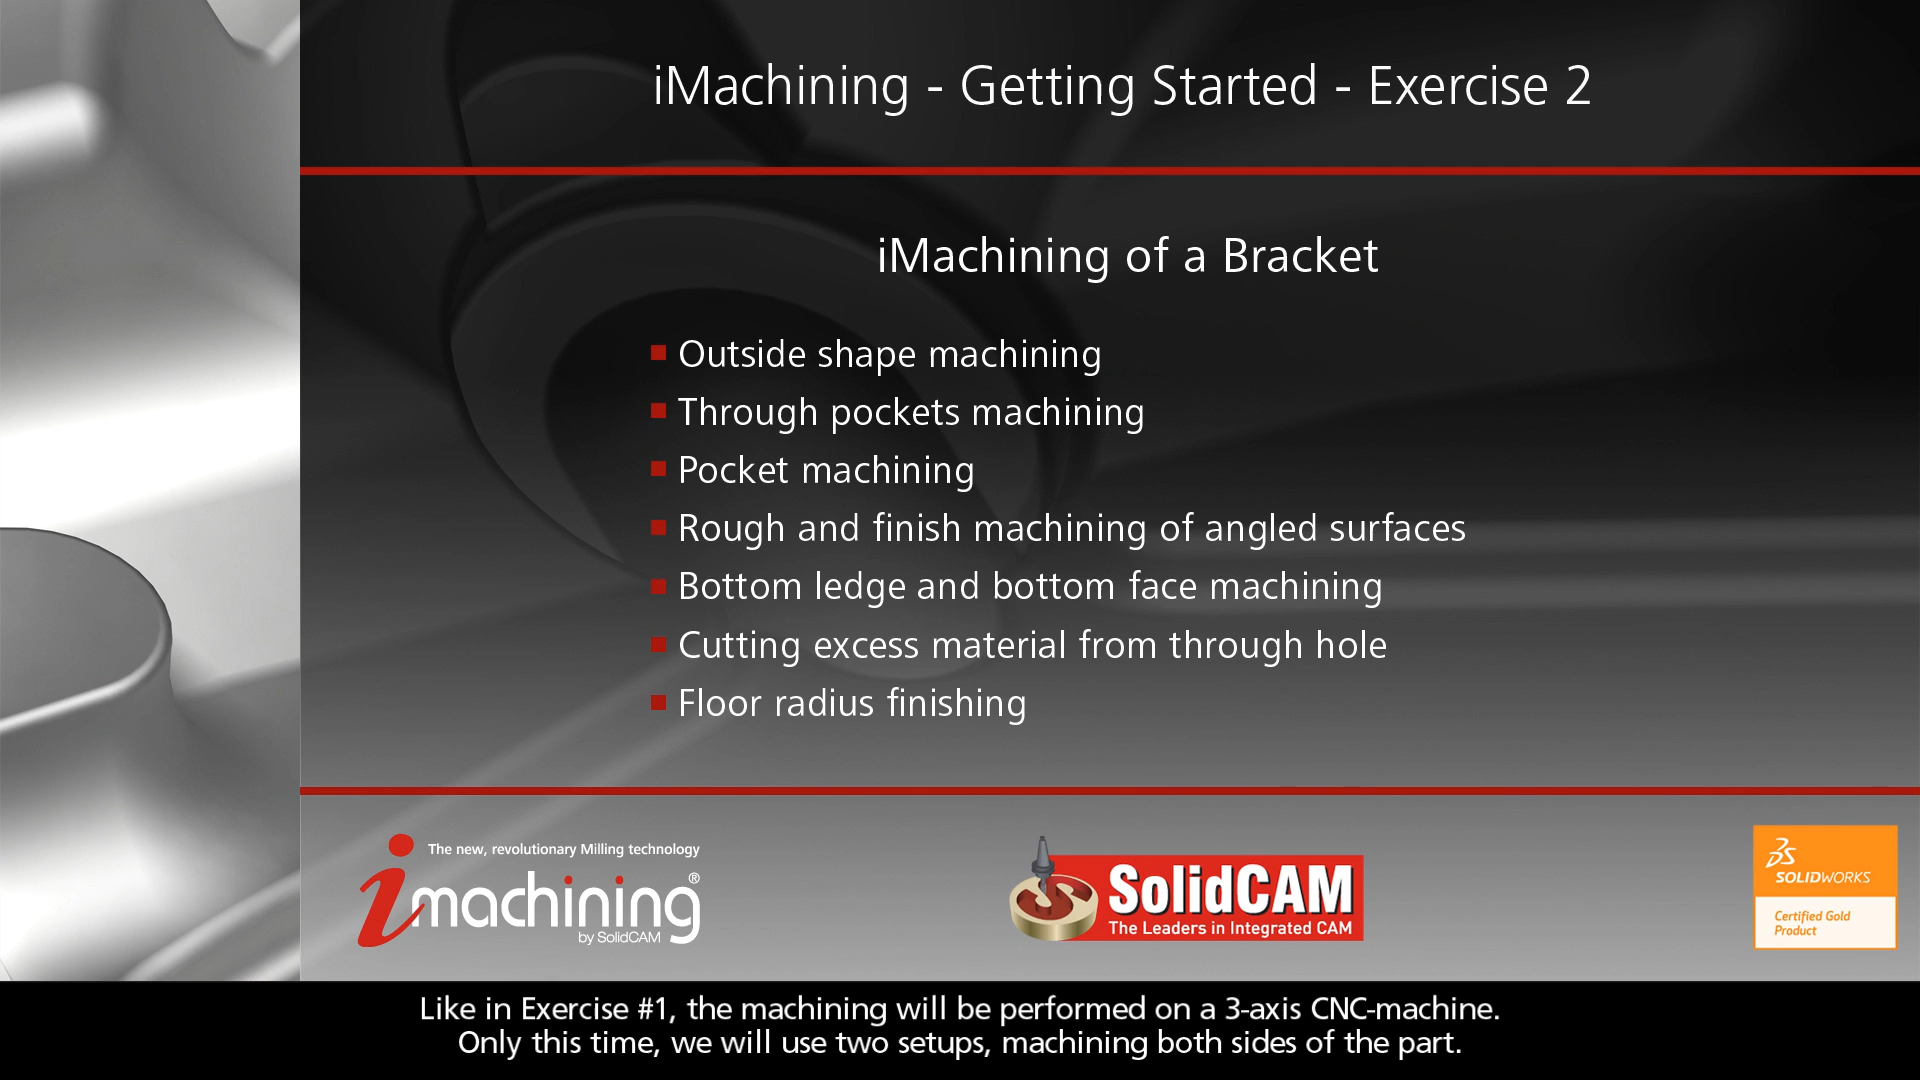 iMachining - Getting Started - Exercise 2
iMachining of a Bracket
Outside shape machining
Through pockets machining
Pocket machining
Rough and finish machining of angled surfaces
Bottom ledge and bottom face machining
Cutting excess material from through hole
Floor radius finishing
The new, revolutionary Milling technology
imachining®
by SolidCAM
SolidCAM
The Leaders in Integrated CAM
SOLIDWORKS
Certified Gold
Product
Like in Exercise #1, the machining will be performed on a 3-axis CNC-machine.
Only this time, we will use two setups, machining both sides of the part.